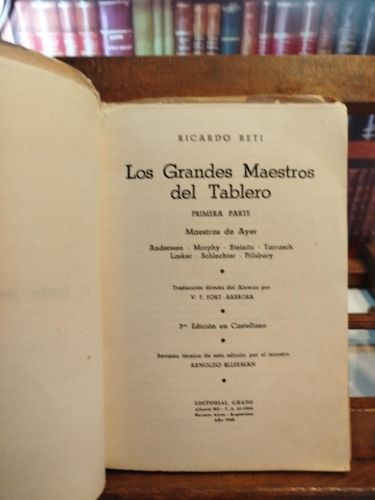 RICARDO RETI
Los Grandes Maestros
del Tablero
PRIMERA PARTE
Maestros de Ayer
Anderssen - Morphy - Steinitz - Tarrasch
Lasker - Schlechter - Pillsbury
Traducción directa del Alemán por
V. F. FORT - BARBOSA
3ra Edición en Castellano
Revisión técnica de esta edición por el maestro
ARNOLDO ELLERMAN
EDITORIAL GRABO
Buenos Aires - Argentina